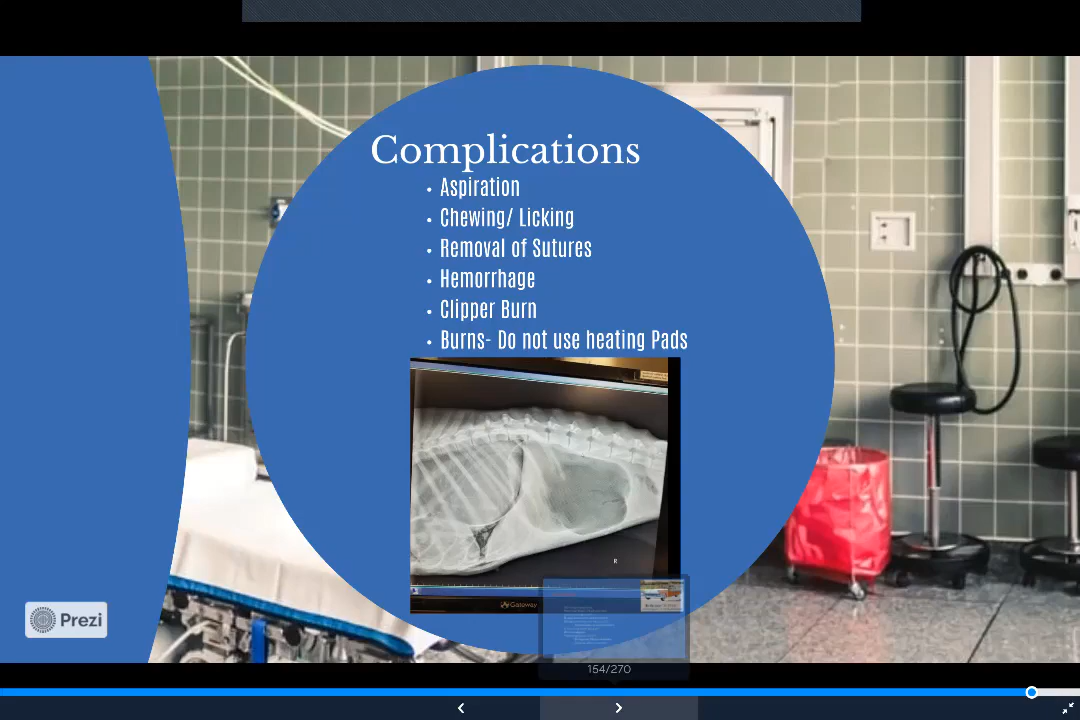 Complications
• Aspiration
• Chewing/ Licking
• Removal of Sutures
• Hemorrhage
• Clipper Burn
• Burns- Do not use heating Pads
R
Gateway
Prezi
154/270